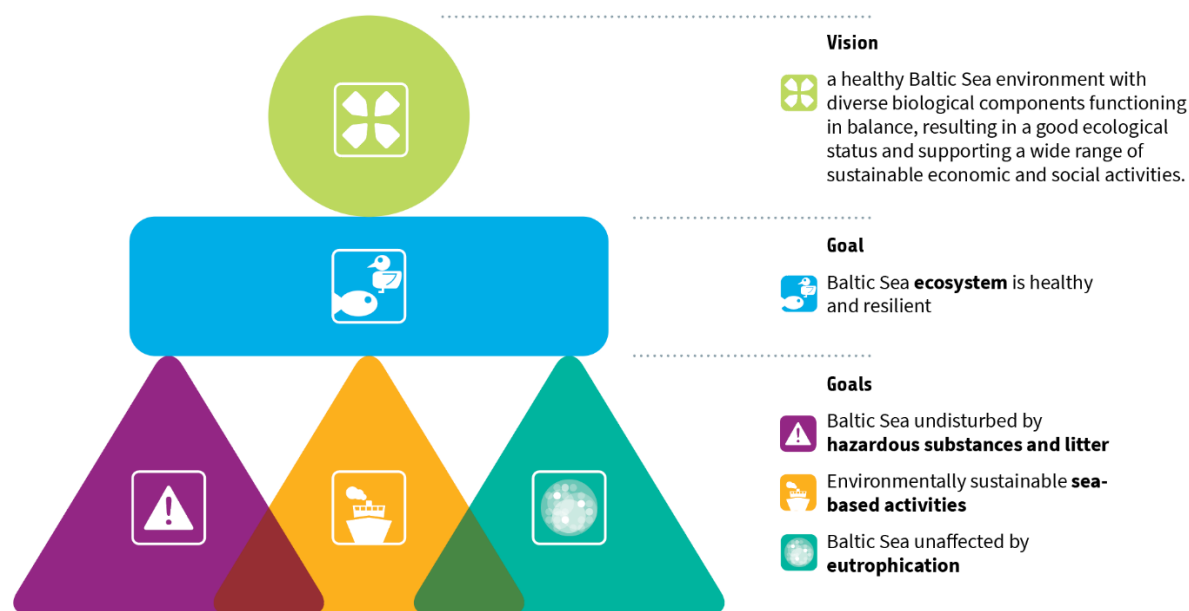 Vision
a healthy Baltic Sea environment with
diverse biological components functioning
in balance, resulting in a good ecological
status and supporting a wide range of
sustainable economic and social activities.
Goal
Baltic Sea ecosystem is healthy
and resilient
Goals
Baltic Sea undisturbed by
hazardous substances and litter
Environmentally sustainable sea-
based activities
Baltic Sea unaffected by
eutrophication